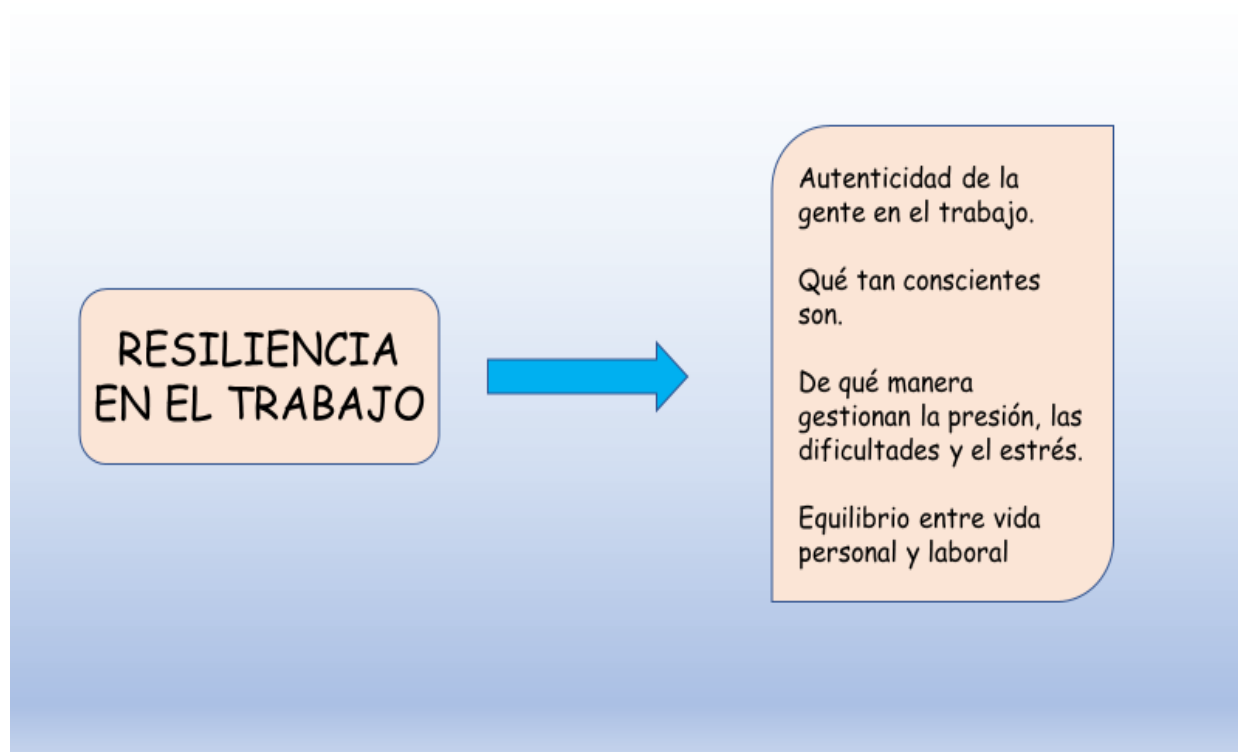 RESILIENCIA
EN EL TRABAJO
Autenticidad de la
gente en el trabajo.
Qué tan conscientes
son.
De qué manera
gestionan la presión, las
dificultades y el estrés.
Equilibrio entre vida
personal y laboral